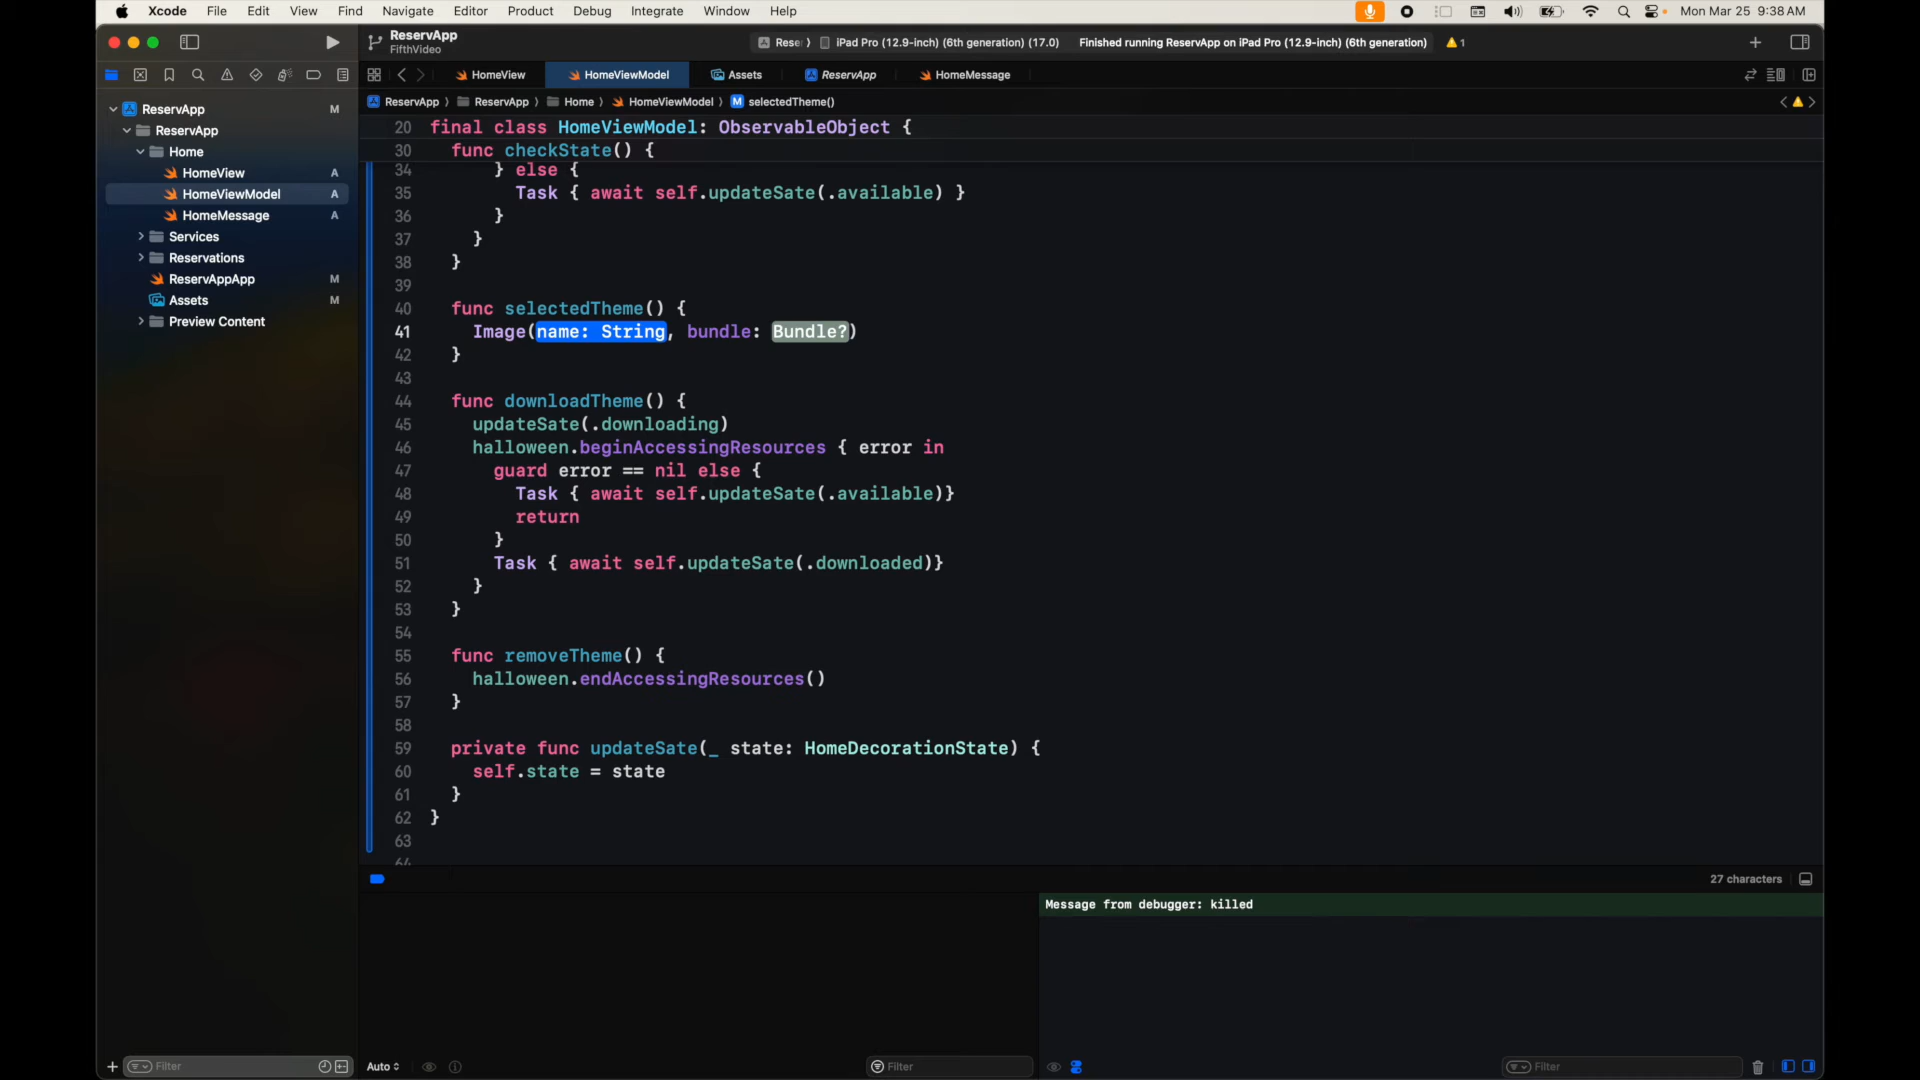 Xcode File Edit View Find Navigate Editor Product Debug Integrate Window Help Mon Mar 25 9:38 AM
ReservApp
FifthVideo
Reser iPad Pro (12.9-inch) (6th generation) (17.0) Finished running ReservApp on iPad Pro (12.9-inch) (6th generation) 1
HomeView HomeViewModel Assets ReservApp HomeMessage
ReservApp ReservApp Home HomeViewModel M selectedTheme()
ReservApp M
ReservApp
Home
HomeView A
HomeViewModel A
HomeMessage A
Services
Reservations
ReservAppApp M
Assets M
Preview Content
20 final class HomeViewModel: ObservableObject {
30 func checkState() {
34 } else {
35 Task { await self.updateSate(.available) }
36 }
37 }
38 }
39
40 func selectedTheme() {
41 Image(name: String, bundle: Bundle?)
42 }
43
44 func downloadTheme() {
45 updateSate(.downloading)
46 halloween.beginAccessingResources { error in
47 guard error == nil else {
48 Task { await self.updateSate(.available)}
49 return
50 }
51 Task { await self.updateSate(.downloaded)}
52 }
53 }
54
55 func removeTheme() {
56 halloween.endAccessingResources()
57 }
58
59 private func updateSate(_ state: HomeDecorationState) {
60 self.state = state
61 }
62 }
63
64
27 characters
Message from debugger: killed
Filter Auto Filter Filter